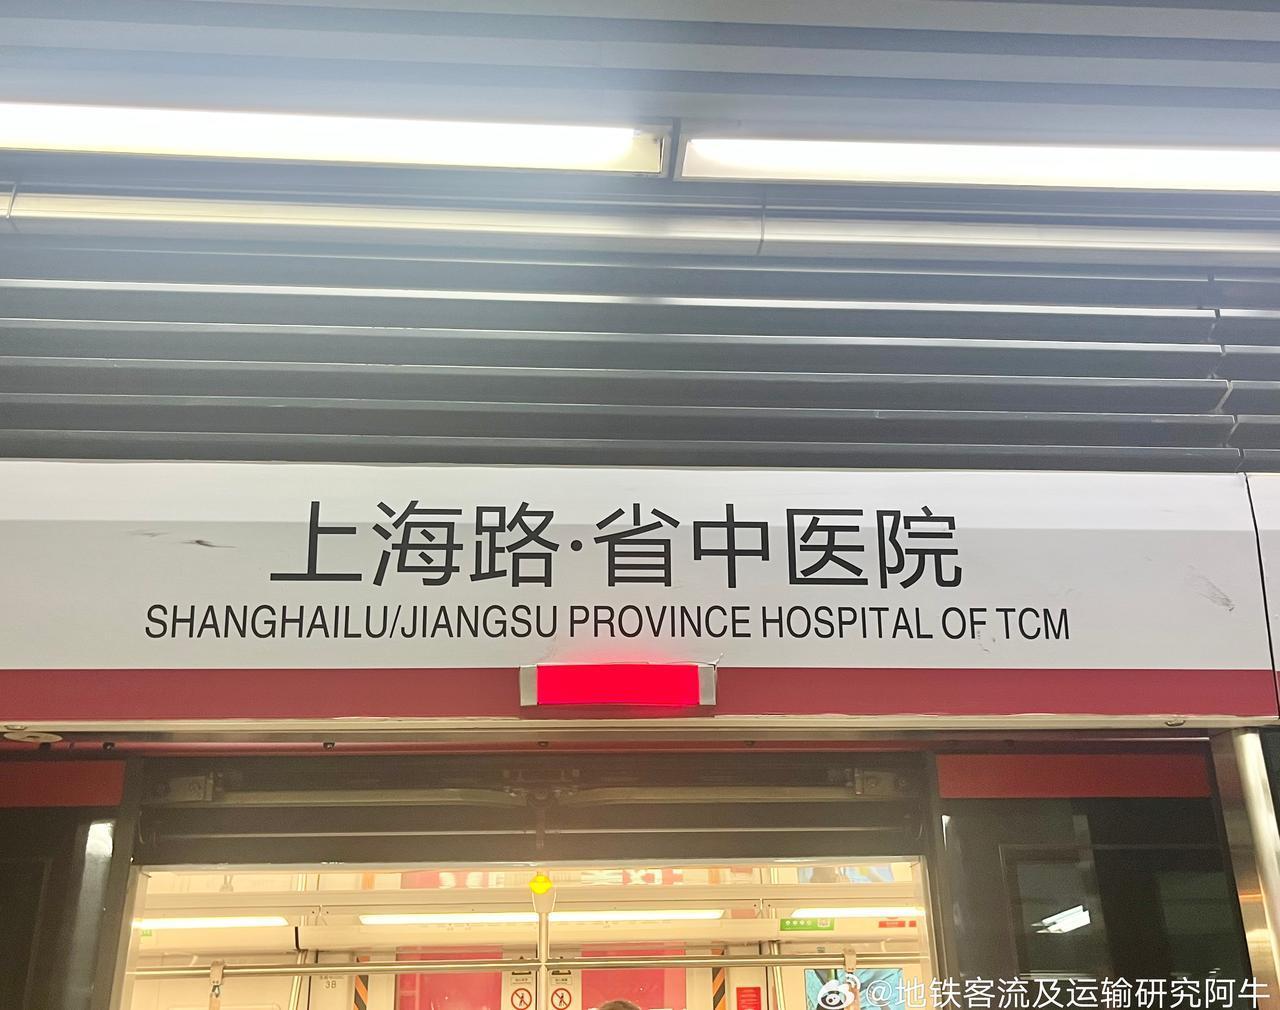 上海路·省中医院
SHANGHAILU/JIANGSU PROVINCE HOSPITAL OF TCM
3B
@地铁客流及运输研究阿牛